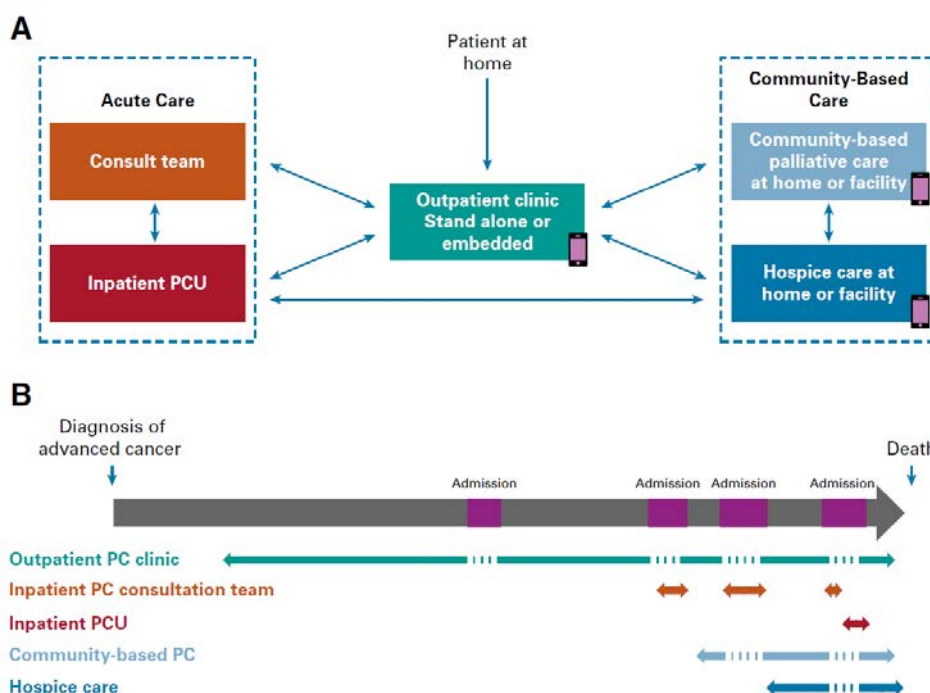 A
Patient at
home
Acute Care
Consult team
Inpatient PCU
Outpatient clinic
Stand alone or
embedded
Community-Based
Care
Community-based
palliative care
at home or facility
Hospice care at
home or facility
B
Diagnosis of
advanced cancer
Death
Admission
Admission
Admission
Admission
Outpatient PC clinic
Inpatient PC consultation team
Inpatient PCU
Community-based PC
Hospice care